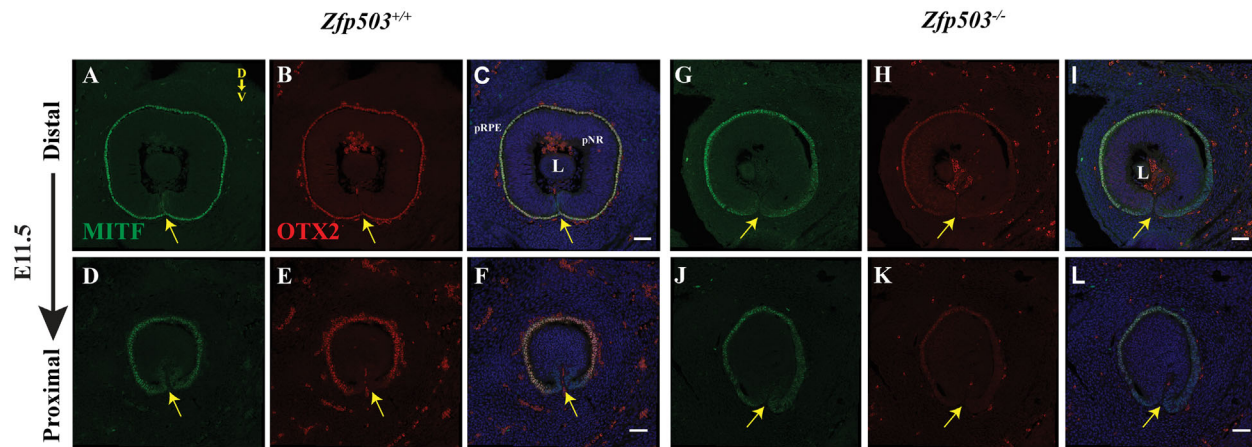 Zfp503+/+
Zfp503-/-
Distal
E11.5
Proximal
A
D
V
MITF
B
OTX2
C
pRPE
pNR
L
G
H
I
L
D
E
F
J
K
L